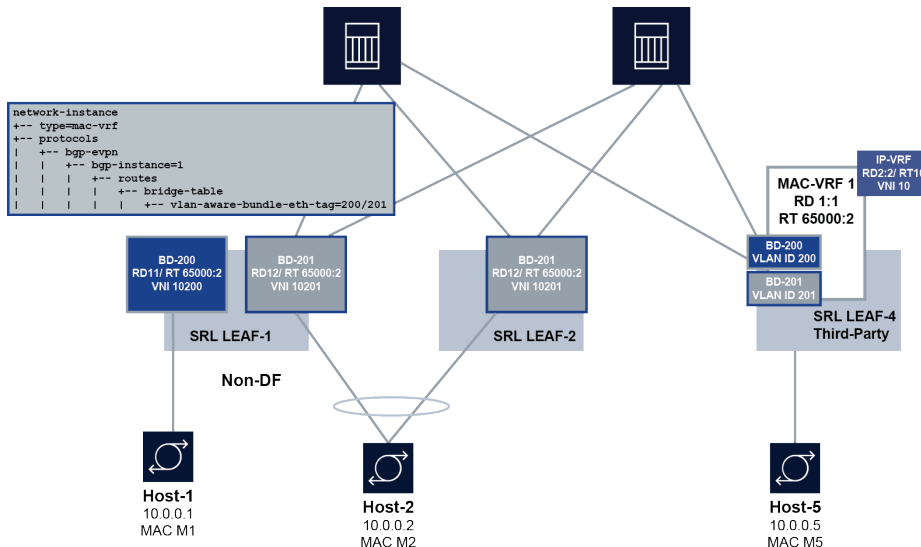 network-instance
+-- type=mac-vrf
+-- protocols
| +-- bgp-evpn
| | +-- bgp-instance=1
| | | +-- routes
| | | | +-- bridge-table
| | | | | +-- vlan-aware-bundle-eth-tag=200/201
IP-VRF
RD2:2/ RT10
VNI 10
MAC-VRF 1
RD 1:1
RT 65000:2
BD-200
VLAN ID 200
BD-201
VLAN ID 201
BD-200
RD11/ RT 65000:2
VNI 10200
BD-201
RD12/ RT 65000:2
VNI 10201
BD-201
RD12/ RT 65000:2
VNI 10201
SRL LEAF-1
SRL LEAF-2
SRL LEAF-4
Third-Party
Non-DF
Host-1
10.0.0.1
MAC M1
Host-2
10.0.0.2
MAC M2
Host-5
10.0.0.5
MAC M5